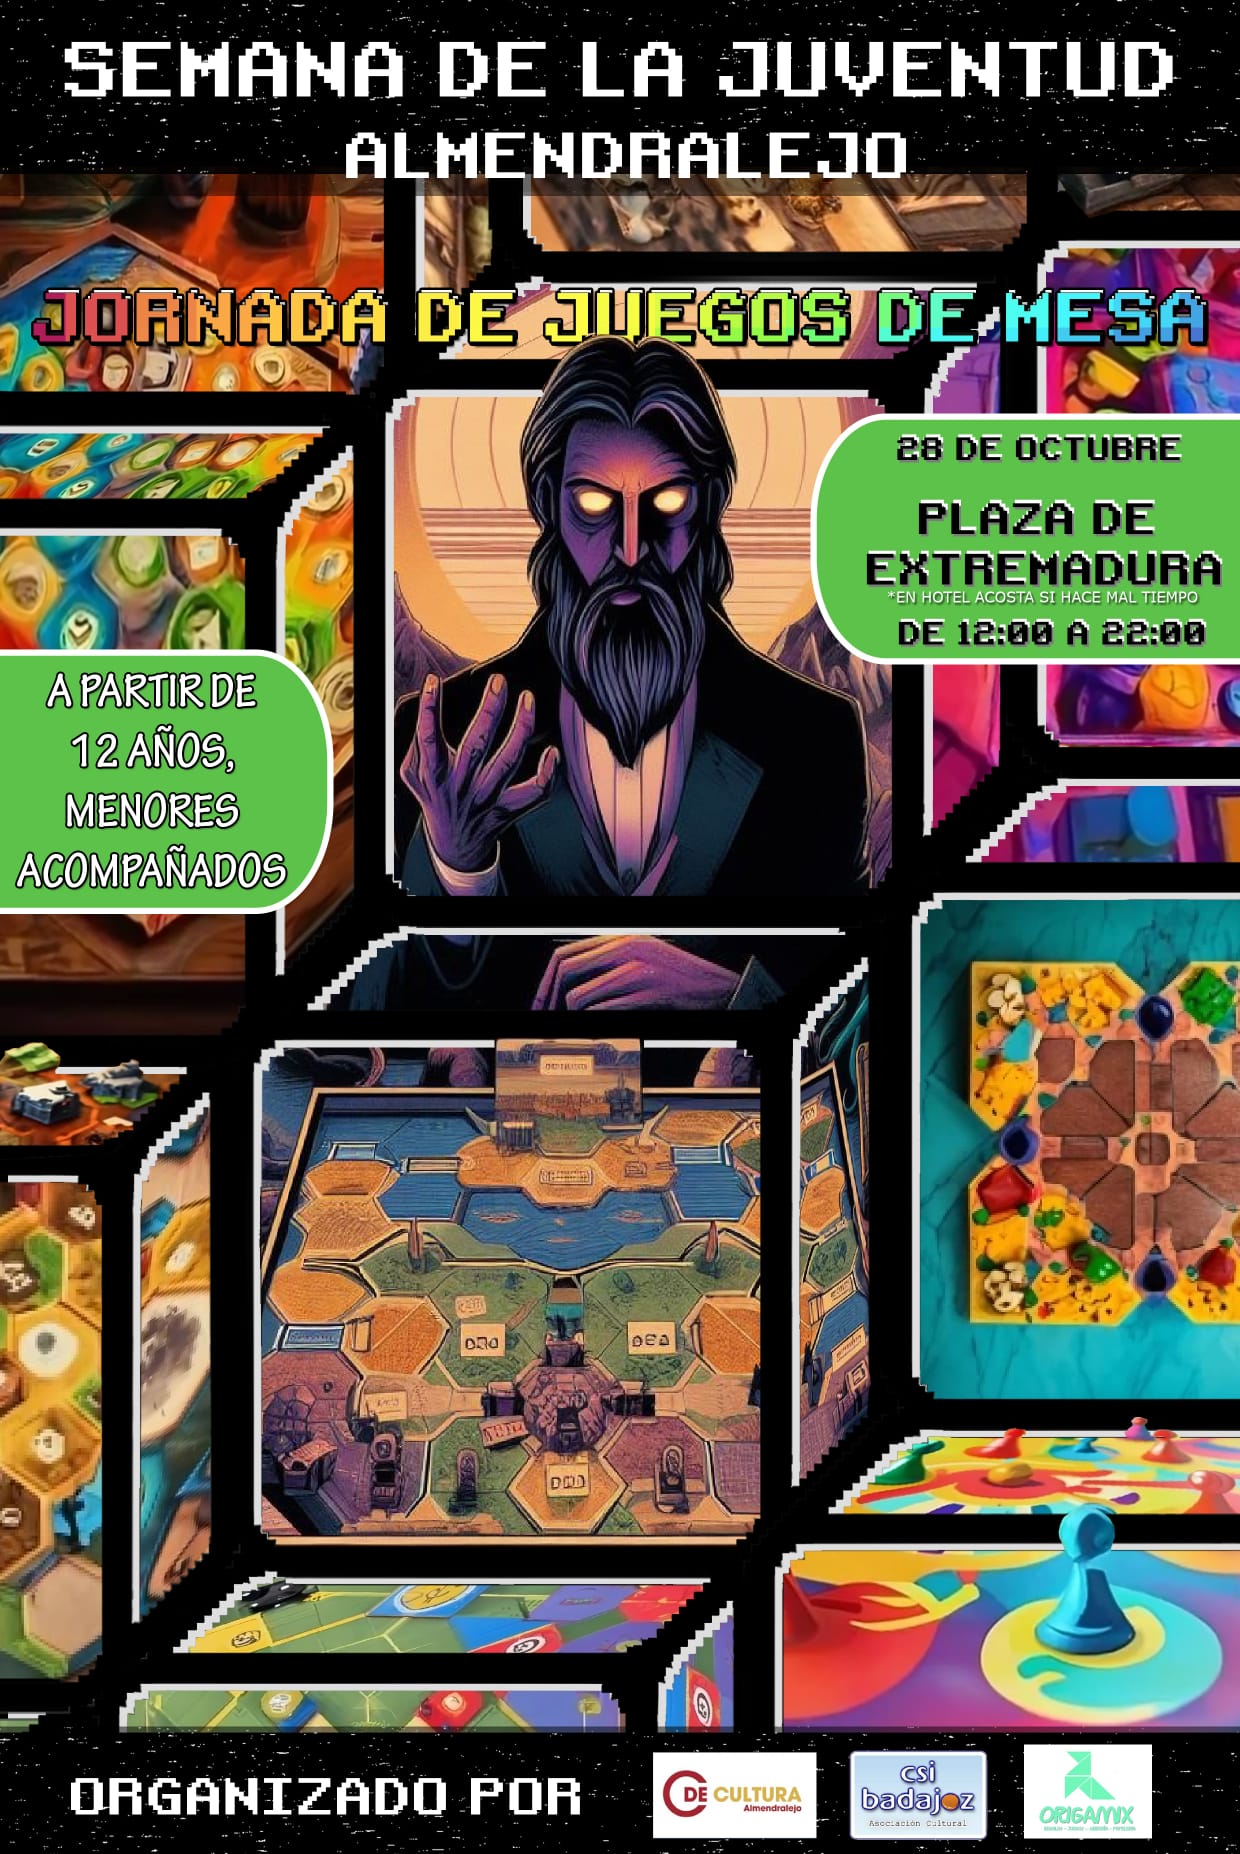 SEMANA DE LA JUVENTUD
ALMENDRALEJO
JORNADA DE JUEGOS DE MESA
28 DE OCTUBRE
PLAZA DE
EXTREMADURA
*EN HOTEL ACOSTA SI HACE MAL TIEMPO
DE 12:00 A 22:00
A PARTIR DE
12 AÑOS,
MENORES
ACOMPAÑADOS
ORGANIZADO POR
C DE CULTURA
Almendralejo
csi
badajoz
Asociación Cultural
ORIGAMIX